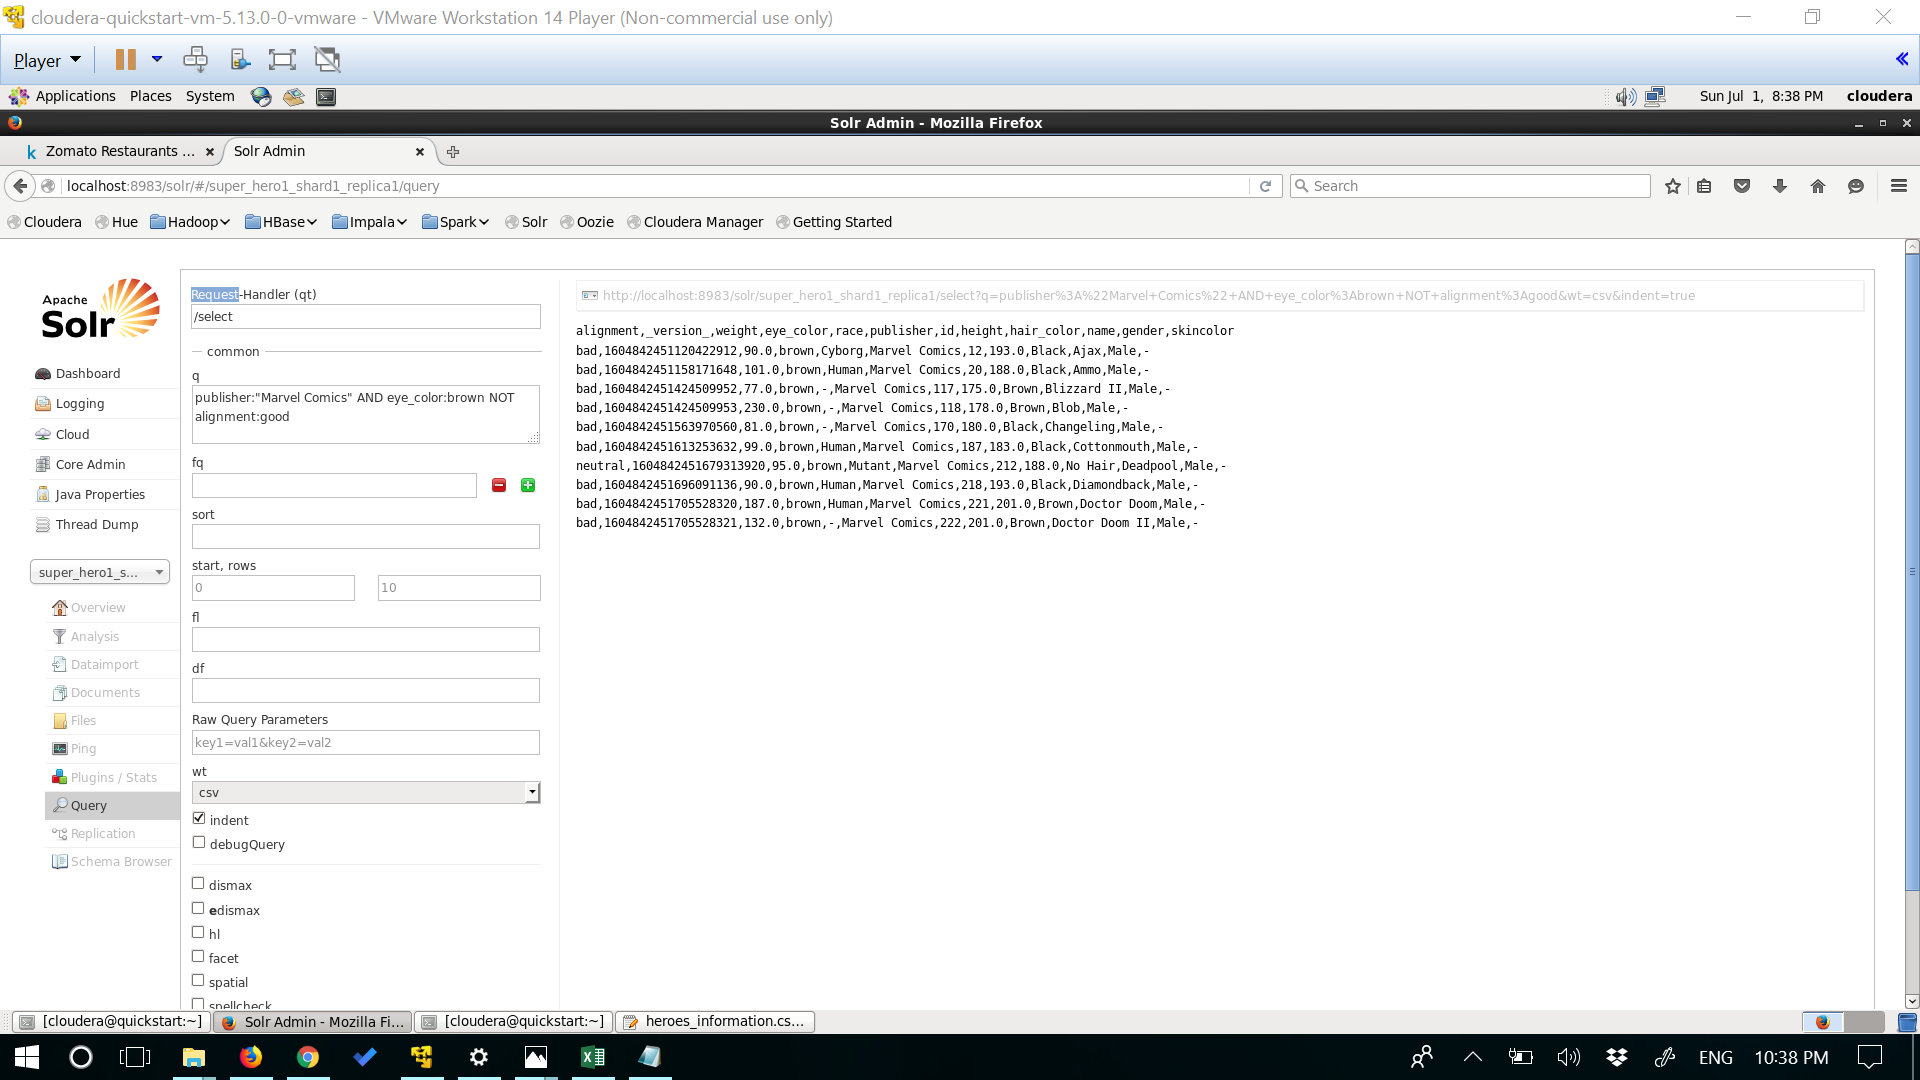 cloudera-quickstart-vm-5.13.0-0-vmware - VMware Workstation 14 Player (Non-commercial use only)
Player
Applications Places System Sun Jul 1, 8:38 PM cloudera
Solr Admin - Mozilla Firefox
k Zomato Restaurants ... Solr Admin
localhost:8983/solr/#/super_hero1_shard1_replica1/query Search
Cloudera Hue Hadoop HBase Impala Spark Solr Oozie Cloudera Manager Getting Started
Apache
Solr
Dashboard
Logging
Cloud
Core Admin
Java Properties
Thread Dump
super_hero1_s...
Overview
Analysis
Dataimport
Documents
Files
Ping
Plugins / Stats
Query
Replication
Schema Browser
Request-Handler (qt)
/select
common
q
publisher:"Marvel Comics" AND eye_color:brown NOT
alignment:good
fq
sort
start, rows
0 10
fl
df
Raw Query Parameters
key1=val1&key2=val2
wt
csv
indent
debugQuery
dismax
edismax
hl
facet
spatial
spellcheck
http://localhost:8983/solr/super_hero1_shard1_replica1/select?q=publisher%3A%22Marvel+Comics%22+AND+eye_color%3Abrown+NOT+alignment%3Agood&wt=csv&indent=true
alignment,_version_,weight,eye_color,race,publisher,id,height,hair_color,name,gender,skincolor
bad,1604842451120422912,90.0,brown,Cyborg,Marvel Comics,12,193.0,Black,Ajax,Male,-
bad,1604842451158171648,101.0,brown,Human,Marvel Comics,20,188.0,Black,Ammo,Male,-
bad,1604842451424509952,77.0,brown,-,Marvel Comics,117,175.0,Brown,Blizzard II,Male,-
bad,1604842451424509953,230.0,brown,-,Marvel Comics,118,178.0,Brown,Blob,Male,-
bad,1604842451563970560,81.0,brown,-,Marvel Comics,170,180.0,Black,Changeling,Male,-
bad,1604842451613253632,99.0,brown,Human,Marvel Comics,187,183.0,Black,Cottonmouth,Male,-
neutral,1604842451679313920,95.0,brown,Mutant,Marvel Comics,212,188.0,No Hair,Deadpool,Male,-
bad,1604842451696091136,90.0,brown,Human,Marvel Comics,218,193.0,Black,Diamondback,Male,-
bad,1604842451705528320,187.0,brown,Human,Marvel Comics,221,201.0,Brown,Doctor Doom,Male,-
bad,1604842451705528321,132.0,brown,-,Marvel Comics,222,201.0,Brown,Doctor Doom II,Male,-
[cloudera@quickstart:~] Solr Admin - Mozilla Fi... [cloudera@quickstart:~] heroes_information.cs...
ENG 10:38 PM